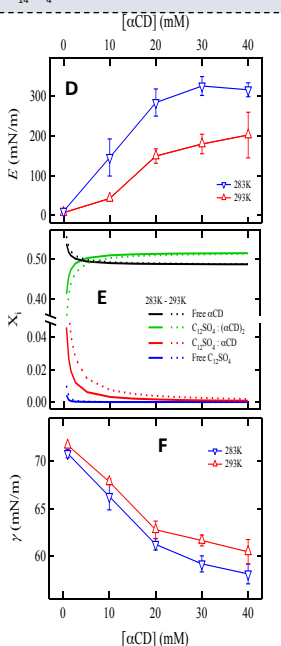 14 4
[αCD] (mM)
0 10 20 30 40
D
E (mN/m)
300
200
100
0
283K
293K
E
X_i
0.50
0.40
0.04
0.02
0.00
283K - 293K
Free αCD
C₁₂SO₄ : (αCD)₂
C₁₂SO₄ : αCD
Free C₁₂SO₄
F
γ (mN/m)
70
65
60
283K
293K
0 10 20 30 40
[αCD] (mM)